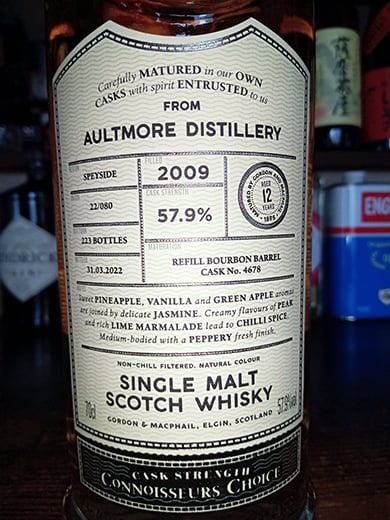 Carefully MATURED in our OWN
CASKS with spirit ENTRUSTED to us
FROM
AULTMORE DISTILLERY
SPEYSIDE
FILLED
2009
MATURED BY GORDON AND MACPHAIL
AGED
12
YEARS
1895
22/080
CASK STRENGTH
57.9%
223 BOTTLES
MATURATION
REFILL BOURBON BARREL
CASK No. 4678
31.03.2022
Sweet PINEAPPLE, VANILLA and GREEN APPLE aromas
are joined by delicate JASMINE. Creamy flavours of PEAR
and rich LIME MARMALADE lead to CHILLI SPICE.
Medium-bodied with a PEPPERY fresh finish.
NON-CHILL FILTERED. NATURAL COLOUR
SINGLE MALT
SCOTCH WHISKY
70cl
57.9%vol
GORDON & MACPHAIL, ELGIN, SCOTLAND
CASK STRENGTH
CONNOISSEURS CHOICE
ENG